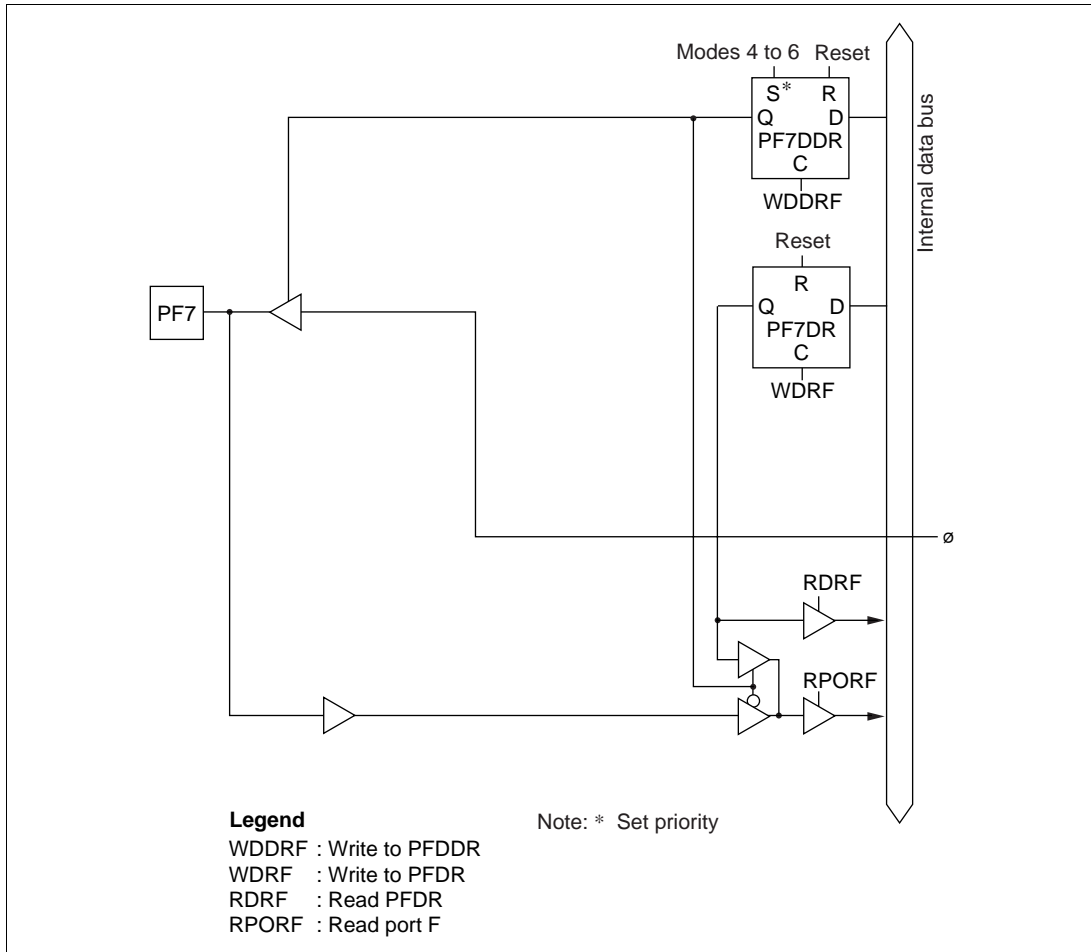 Modes 4 to 6 Reset
S* R
Q D
PF7DDR
C
WDDRF
Internal data bus
Reset
R
PF7
Q D
PF7DR
C
WDRF
ø
RDRF
RPORF
Legend
WDDRF : Write to PFDDR
WDRF : Write to PFDR
RDRF : Read PFDR
RPORF : Read port F
Note: * Set priority